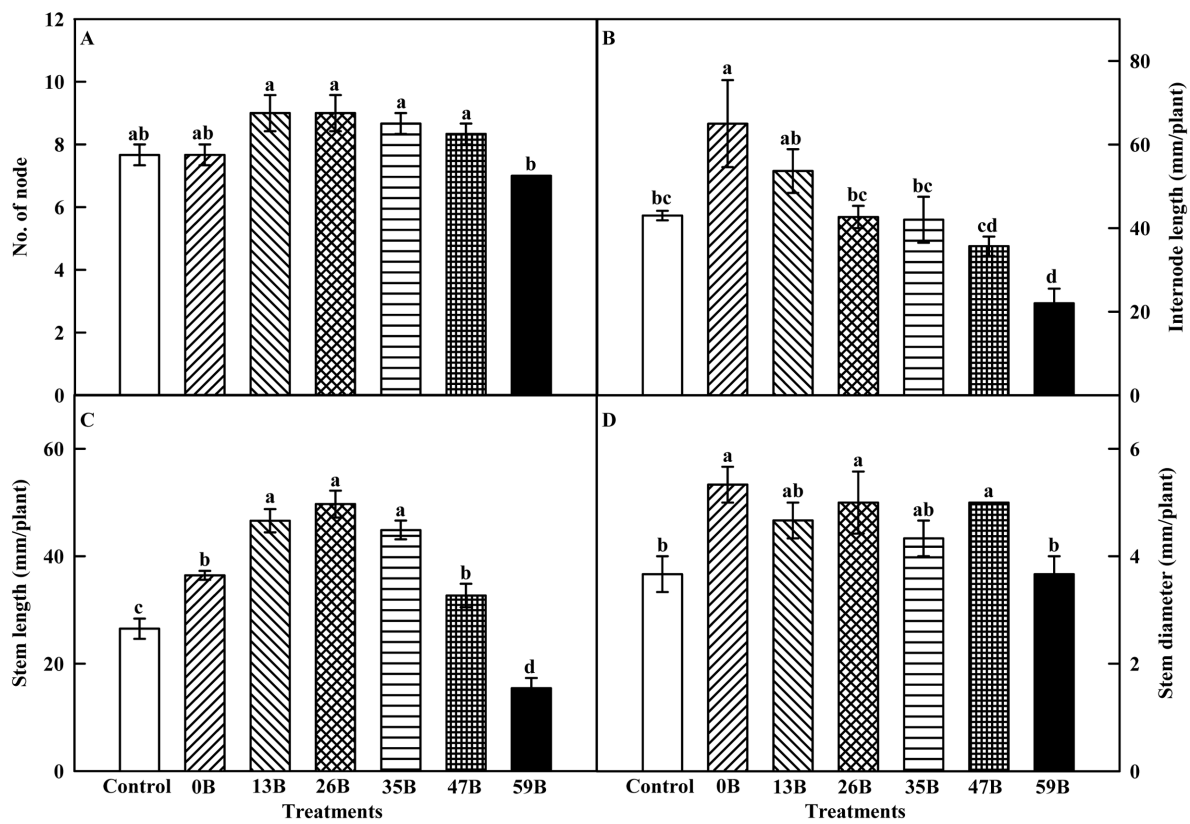 A
No. of node
12
10
8
6
4
2
0
ab
ab
a
a
a
a
b
B
Internode length (mm/plant)
80
60
40
20
0
bc
a
ab
bc
bc
cd
d
C
Stem length (mm/plant)
60
40
20
0
c
b
a
a
a
b
d
Control 0B 13B 26B 35B 47B 59B
Treatments
D
Stem diameter (mm/plant)
6
4
2
0
b
a
ab
a
ab
a
b
Control 0B 13B 26B 35B 47B 59B
Treatments